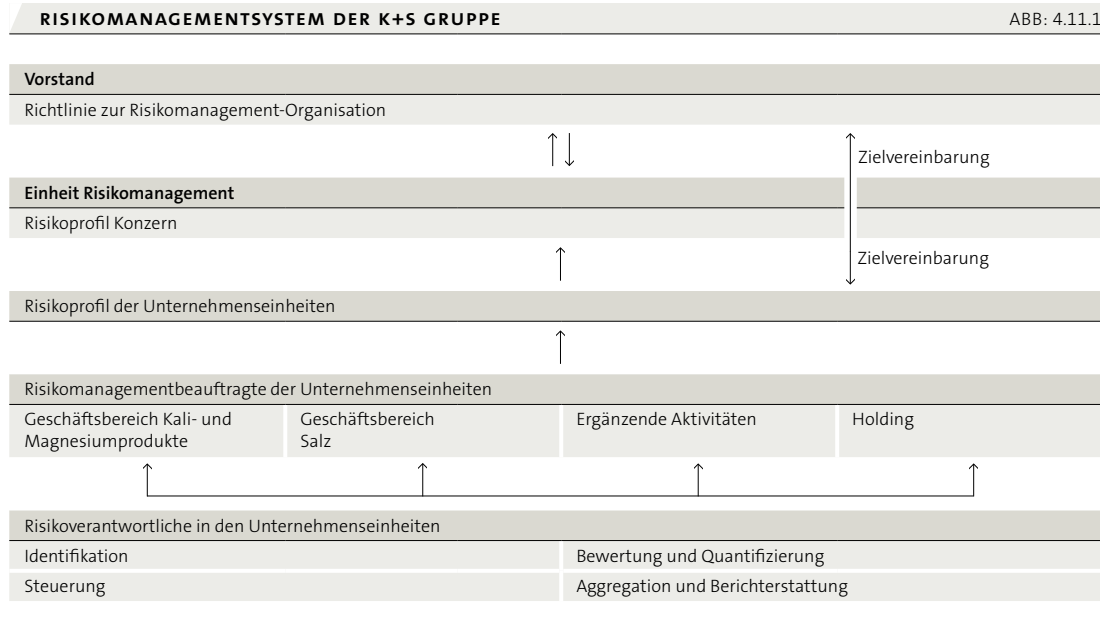 RISIKOMANAGEMENTSYSTEM DER K+S GRUPPE
ABB: 4.11.1
Vorstand
Richtlinie zur Risikomanagement-Organisation
Zielvereinbarung
Einheit Risikomanagement
Risikoprofil Konzern
Zielvereinbarung
Risikoprofil der Unternehmenseinheiten
Risikomanagementbeauftragte der Unternehmenseinheiten
Geschäftsbereich Kali- und
Magnesiumprodukte
Geschäftsbereich
Salz
Ergänzende Aktivitäten
Holding
Risikoverantwortliche in den Unternehmenseinheiten
Identifikation
Bewertung und Quantifizierung
Steuerung
Aggregation und Berichterstattung